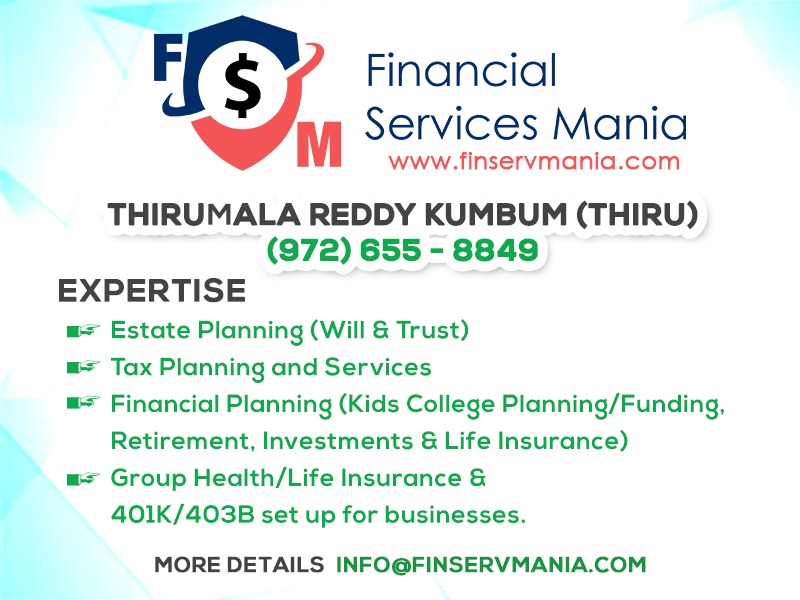 F $ M
Financial
Services Mania
www.finservmania.com
THIRUMALA REDDY KUMBUM (THIRU)
(972) 655 - 8849
EXPERTISE
Estate Planning (Will & Trust)
Tax Planning and Services
Financial Planning (Kids College Planning/Funding,
Retirement, Investments & Life Insurance)
Group Health/Life Insurance &
401K/403B set up for businesses.
MORE DETAILS INFO@FINSERVMANIA.COM